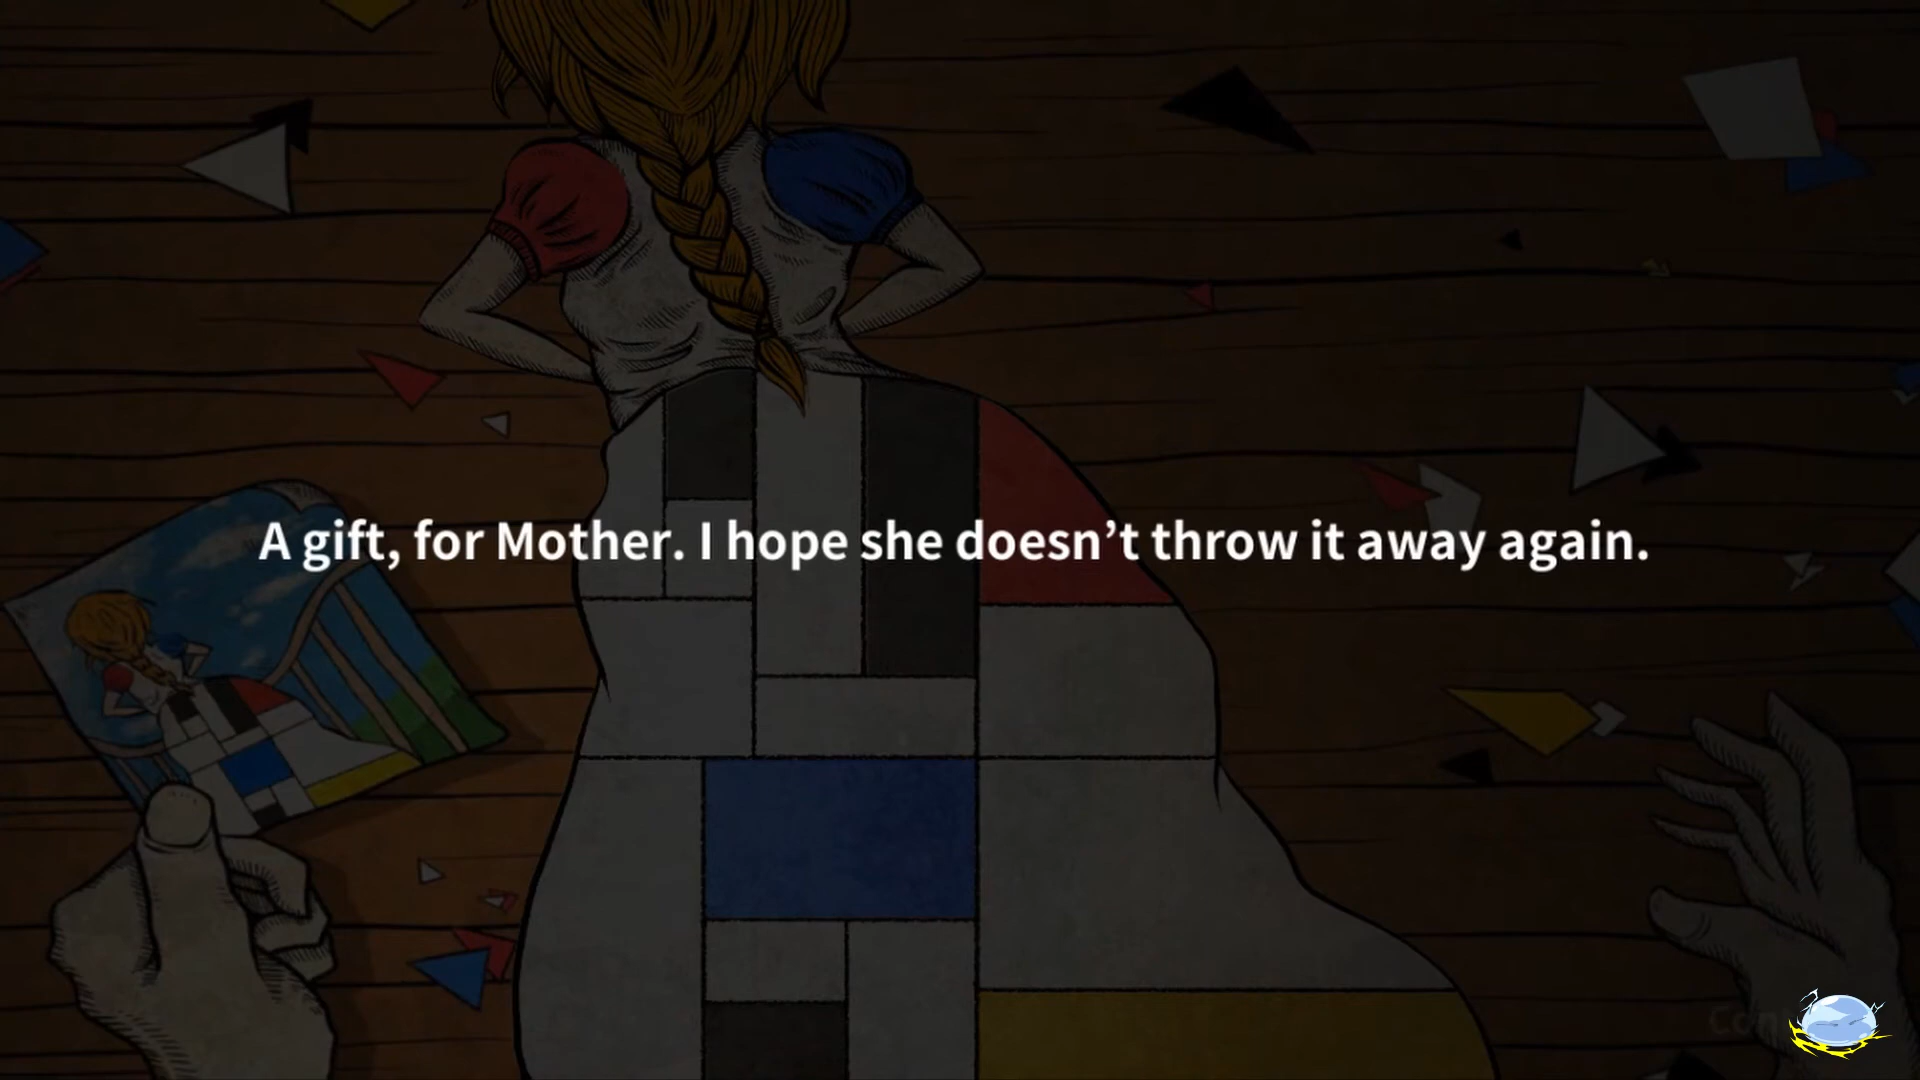 A gift, for Mother. I hope she doesn’t throw it away again.